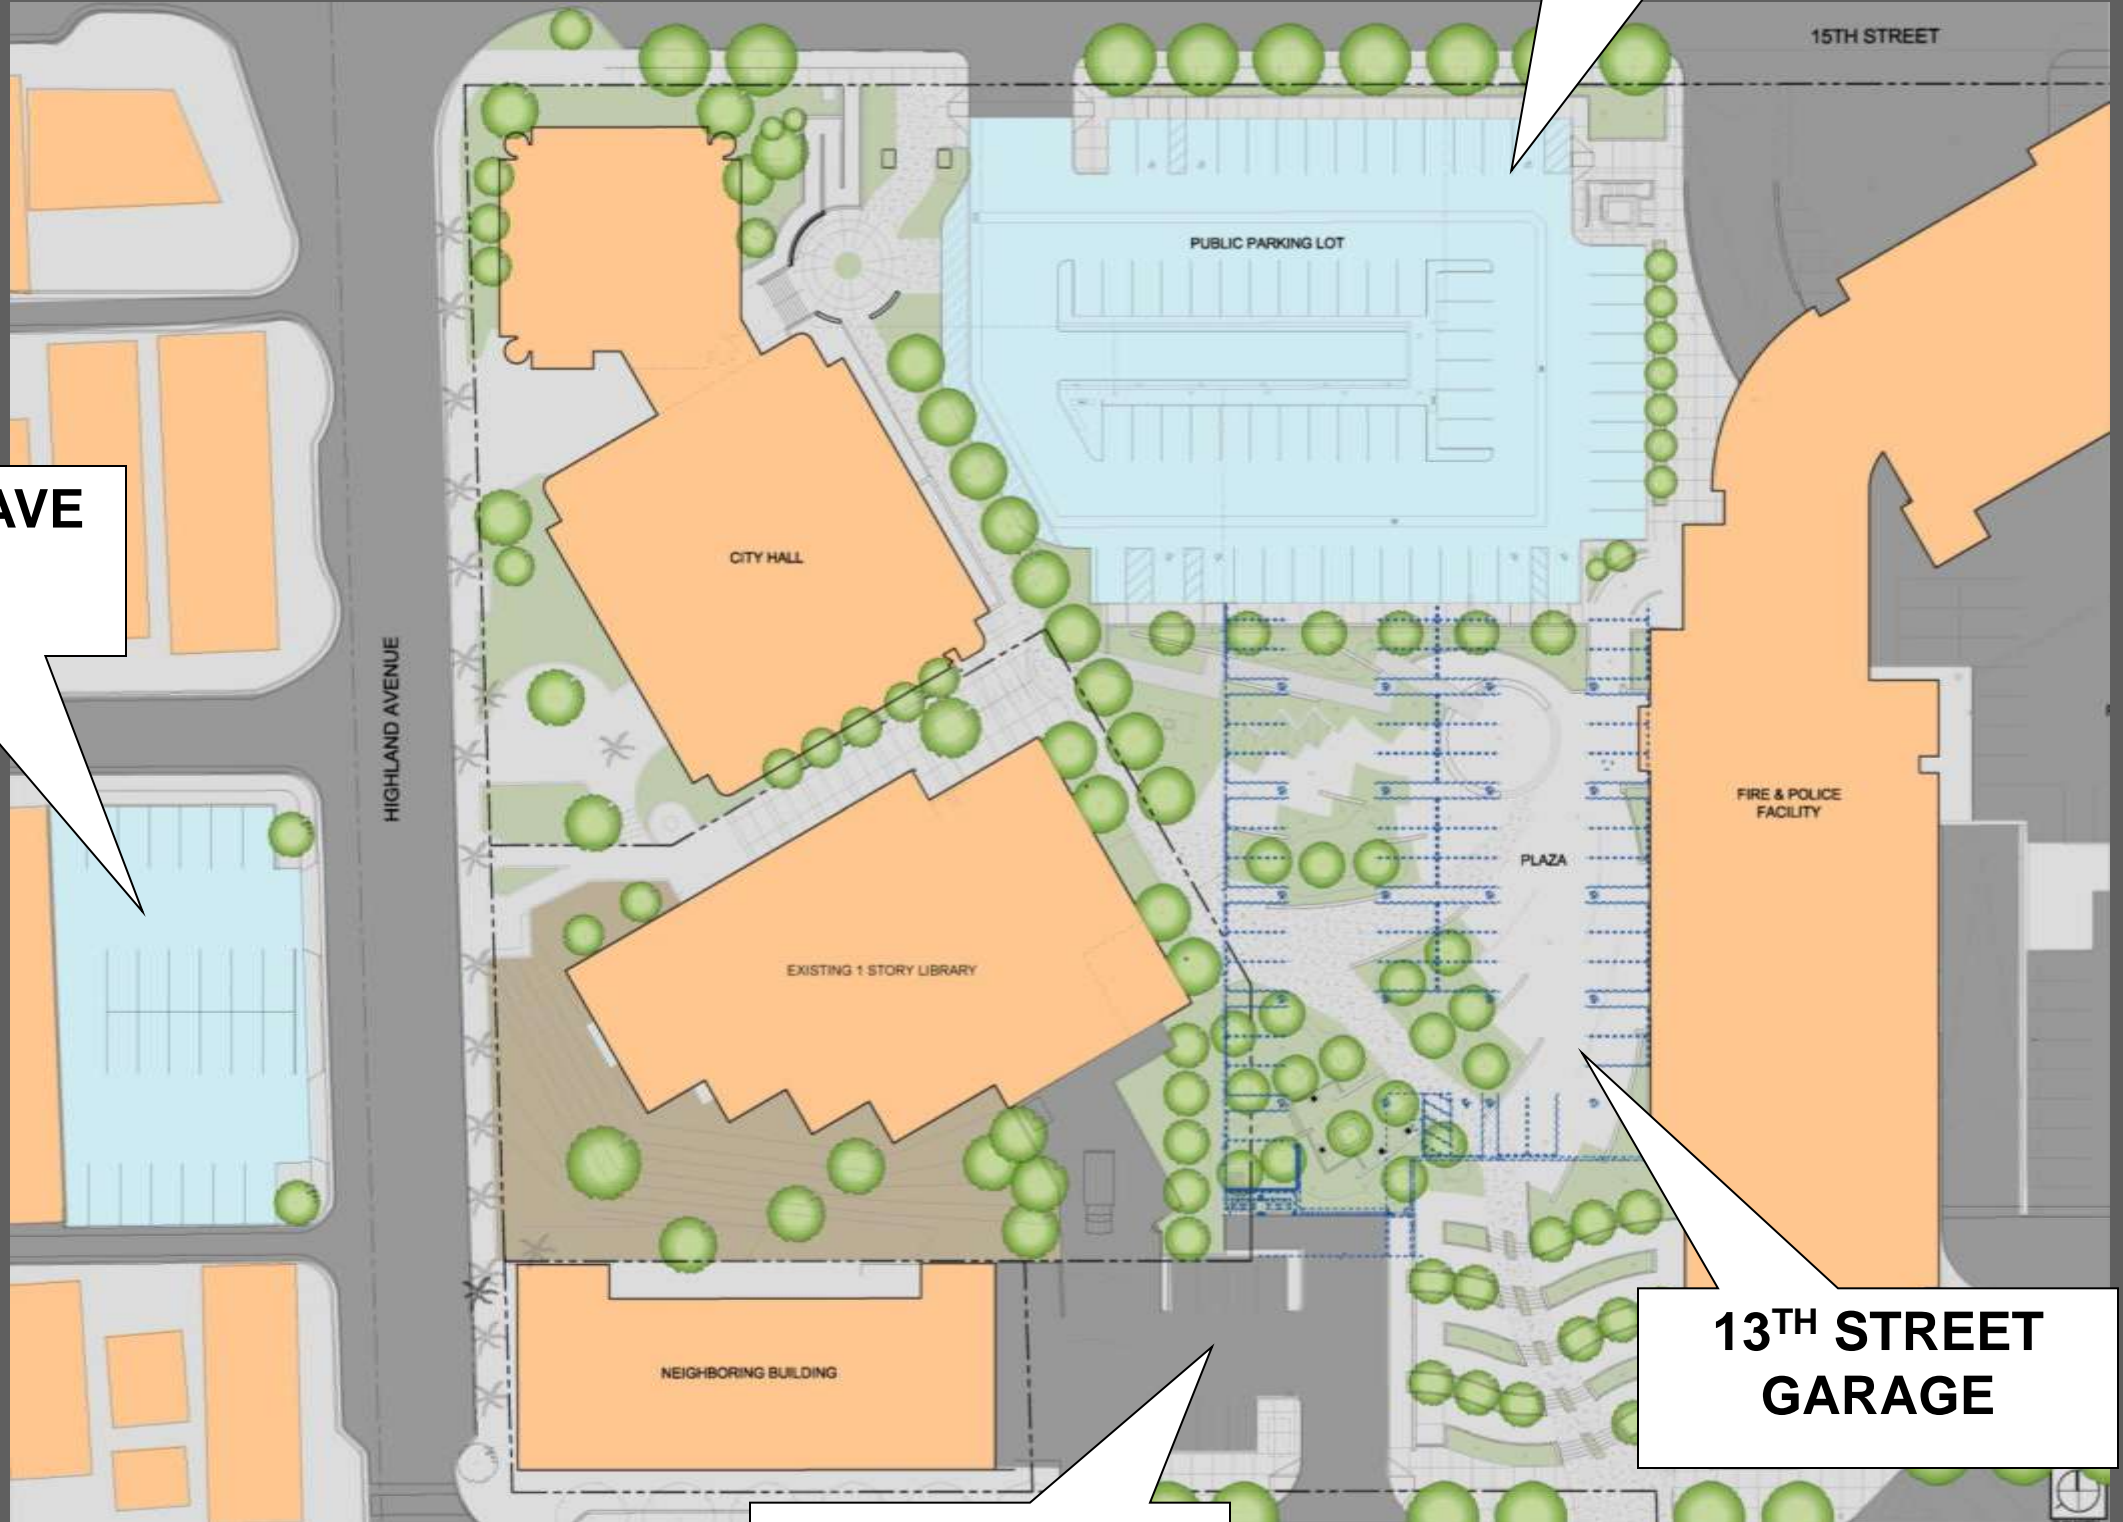 15TH STREET
PUBLIC PARKING LOT
AVE
CITY HALL
HIGHLAND AVENUE
FIRE & POLICE
FACILITY
PLAZA
EXISTING 1 STORY LIBRARY
13TH STREET
GARAGE
NEIGHBORING BUILDING